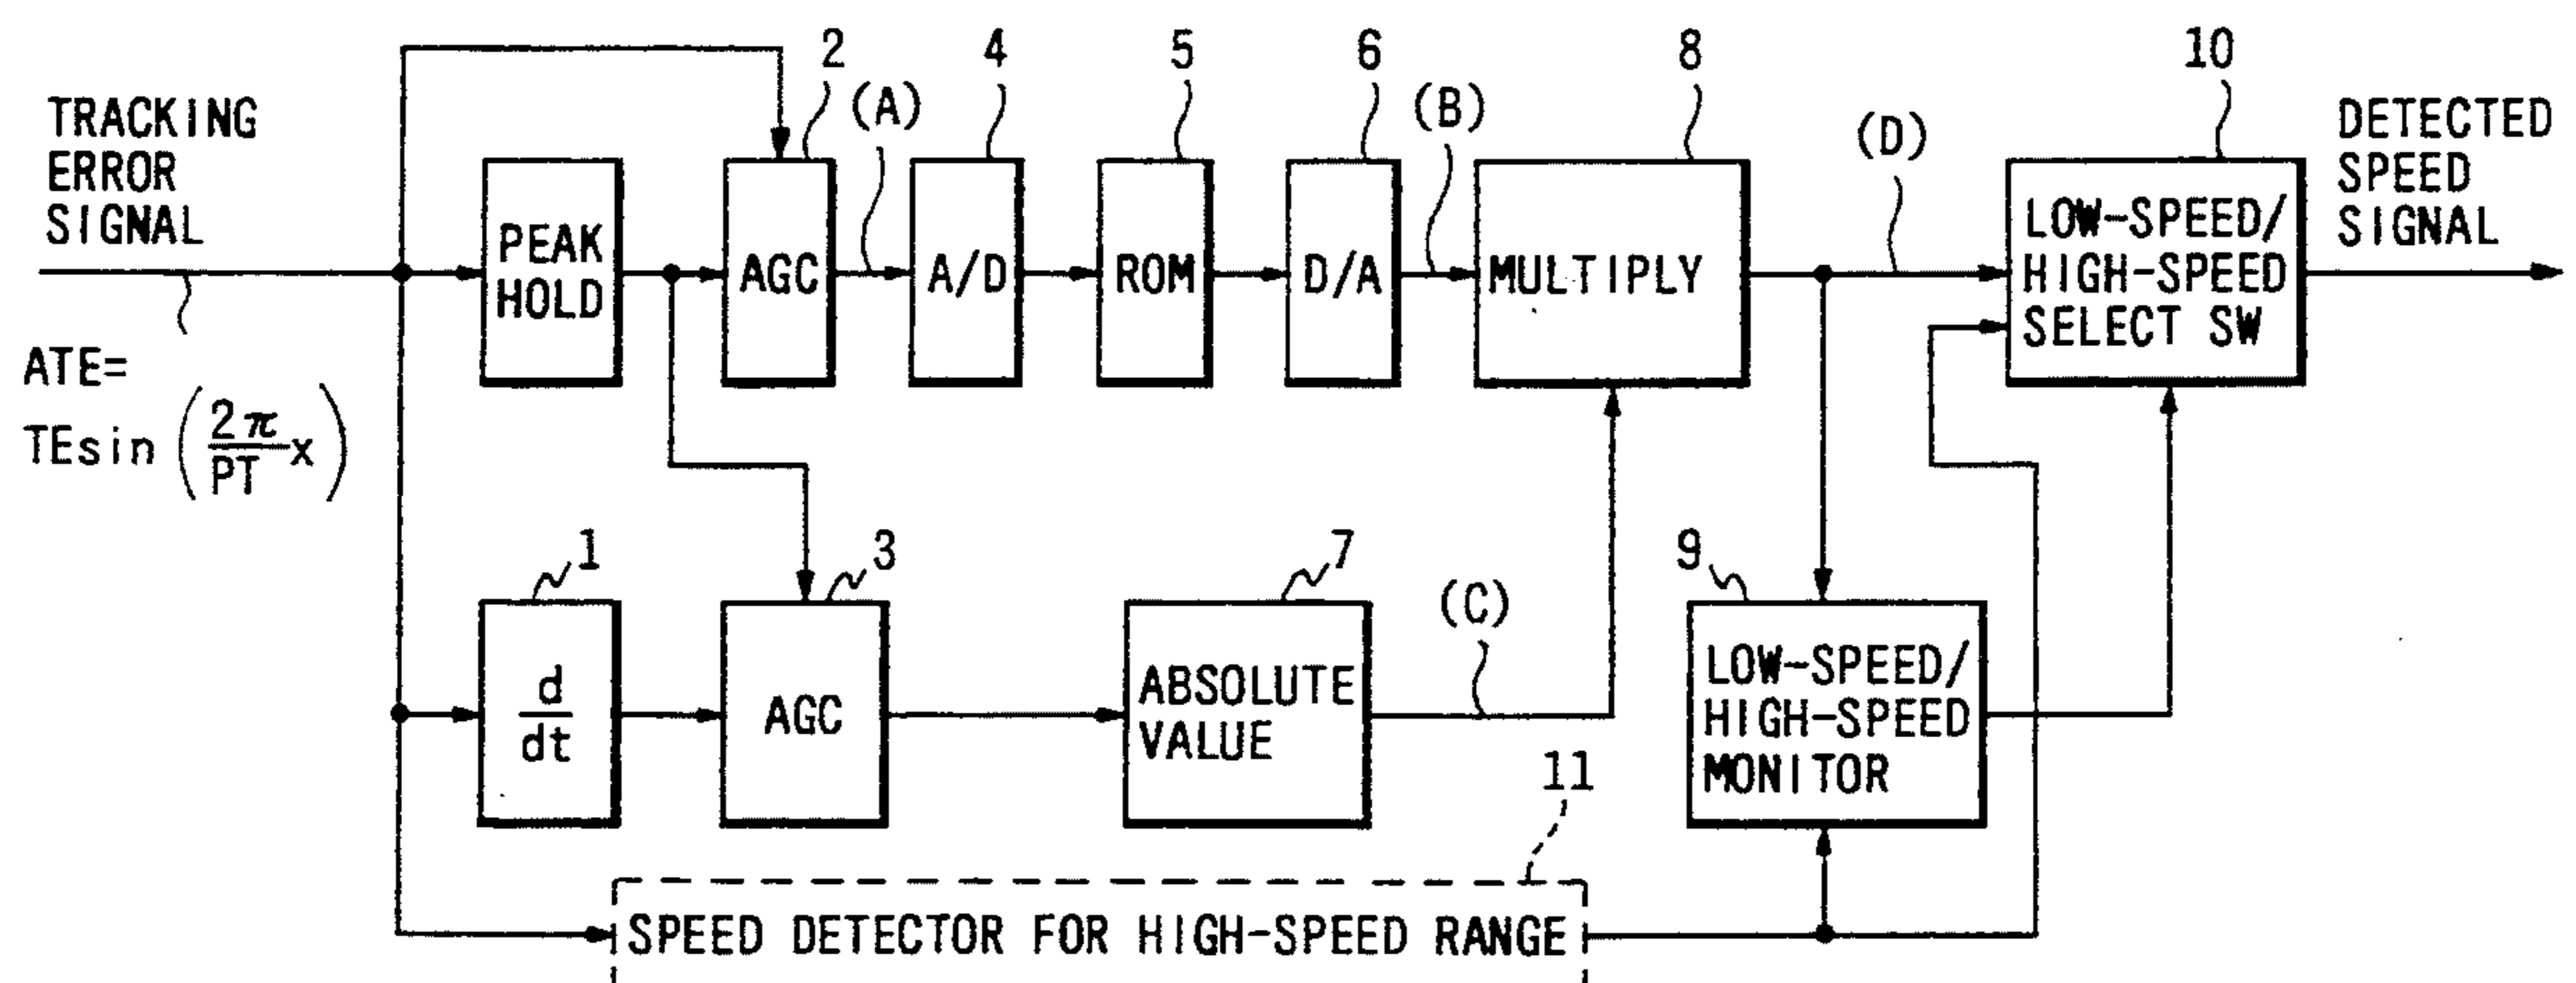 2
4
5
6
8
10
(A)
(B)
(D)
TRACKING
ERROR
SIGNAL
DETECTED
SPEED
SIGNAL
PEAK
HOLD
AGC
A/D
ROM
D/A
MULTIPLY
LOW-SPEED/
HIGH-SPEED
SELECT SW
ATE=
TEsin(2π/PT x)
1
3
7
9
(C)
d/dt
AGC
ABSOLUTE
VALUE
LOW-SPEED/
HIGH-SPEED
MONITOR
11
SPEED DETECTOR FOR HIGH-SPEED RANGE